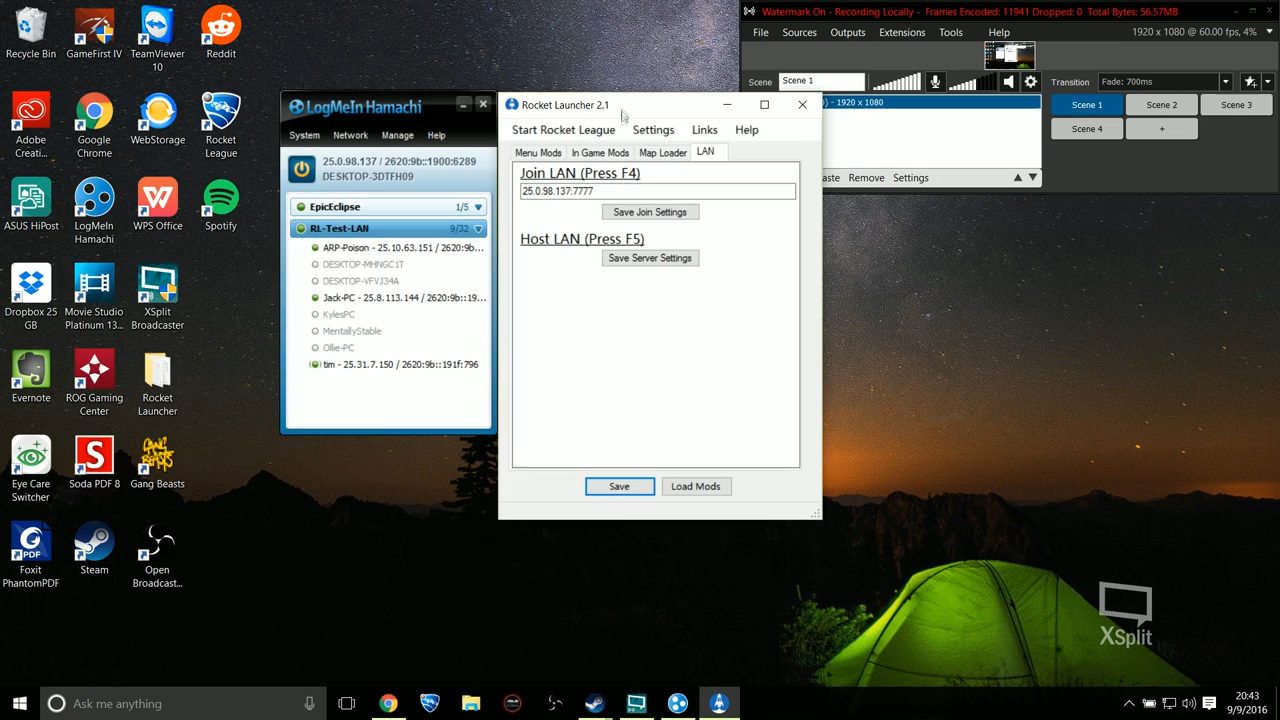 Recycle Bin
GameFirst IV
TeamViewer 10
Reddit
Adobe Creati...
Google Chrome
WebStorage
Rocket League
ASUS HiPost
LogMeIn Hamachi
WPS Office
Spotify
Dropbox 25 GB
Movie Studio Platinum 13...
XSplit Broadcaster
Evernote
ROG Gaming Center
Rocket Launcher
Eye Care Switcher
Soda PDF 8
Gang Beasts
Foxit PhantomPDF
Steam
Open Broadcast...
LogMeIn Hamachi
System Network Manage Help
25.0.98.137 / 2620:9b::1900:6289
DESKTOP-3DTFH09
EpicEclipse 1/5
RL-Test-LAN 9/32
ARP-Poison - 25.10.63.151 / 2620:9b...
DESKTOP-MHNGC1T
DESKTOP-VFVJ34A
Jack-PC - 25.8.113.144 / 2620:9b::19...
KylesPC
MentallyStable
Ollie-PC
tim - 25.31.7.150 / 2620:9b::191f:796
Rocket Launcher 2.1
Start Rocket League Settings Links Help
Menu Mods In Game Mods Map Loader LAN
Join LAN (Press F4)
25.0.98.137:7777
Save Join Settings
Host LAN (Press F5)
Save Server Settings
Save Load Mods
Watermark On - Recording Locally - Frames Encoded: 11941 Dropped: 0 Total Bytes: 56.57MB
File Sources Outputs Extensions Tools Help 1920 x 1080 @ 60.00 fps, 4%
Scene Scene 1 Transition Fade: 700ms
) - 1920 x 1080
Scene 1 Scene 2 Scene 3
Scene 4 +
aste Remove Settings
XSplit
Ask me anything
20:43
9/9/2016